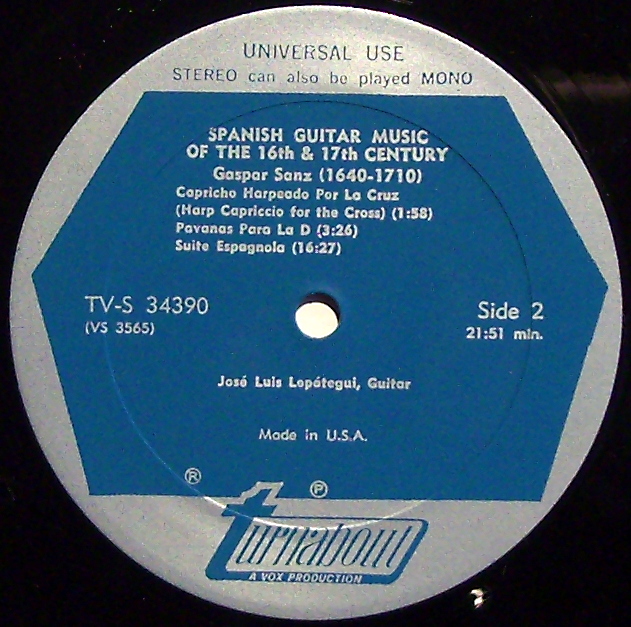 UNIVERSAL USE
STEREO can also be played MONO
SPANISH GUITAR MUSIC
OF THE 16th & 17th CENTURY
Gaspar Sanz (1640-1710)
Capricho Harpeado Por La Cruz
(Harp Capriccio for the Cross) (1:58)
Pavanas Para La D (3:26)
Suite Espagnola (16:27)
TV-S 34390
(VS 3565)
Side 2
21:51 min.
José Luis Lopátegui, Guitar
Made in U.S.A.
® ℗
turnabout
A VOX PRODUCTION